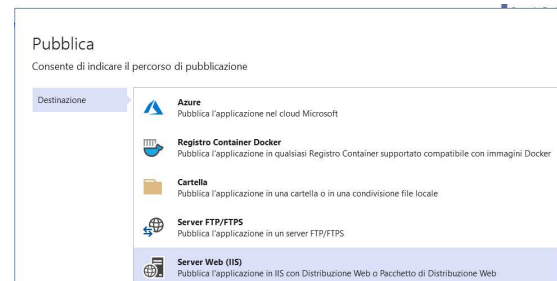 Pubblica
Consente di indicare il percorso di pubblicazione
Destinazione
Azure
Pubblica l'applicazione nel cloud Microsoft
Registro Container Docker
Pubblica l'applicazione in qualsiasi Registro Container supportato compatibile con immagini Docker
Cartella
Pubblica l'applicazione in una cartella o in una condivisione file locale
Server FTP/FTPS
Pubblica l'applicazione in un server FTP/FTPS
Server Web (IIS)
Pubblica l'applicazione in IIS con Distribuzione Web o Pacchetto di Distribuzione Web